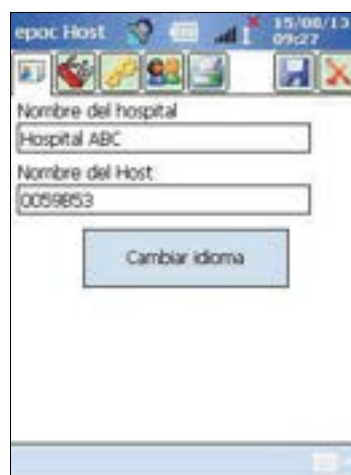 epoc Host
15/08/13
09:27
Nombre del hospital
Hospital ABC
Nombre del Host
0059853
Cambiar idioma